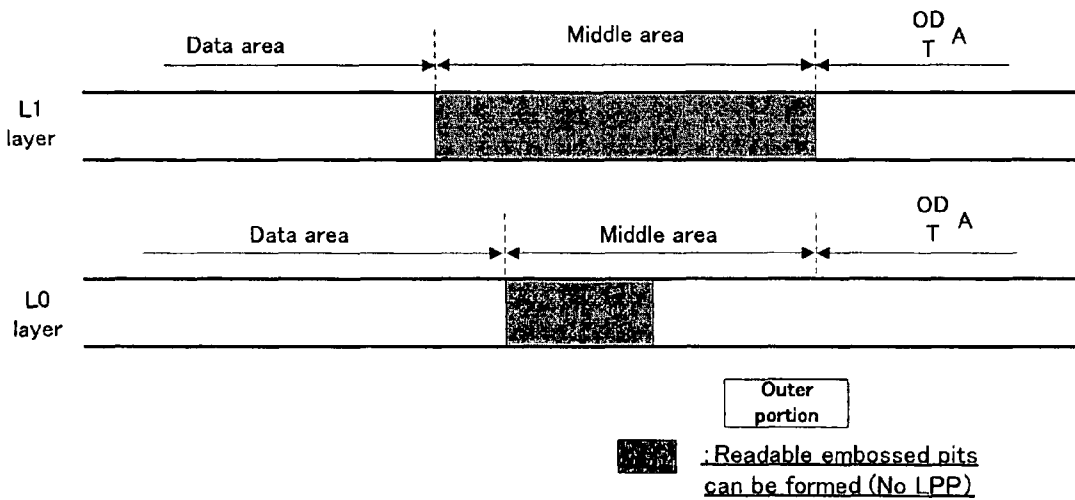 Data area
Middle area
OD
T A
L1
layer
Data area
Middle area
OD
T A
L0
layer
Outer
portion
: Readable embossed pits
can be formed (No LPP)